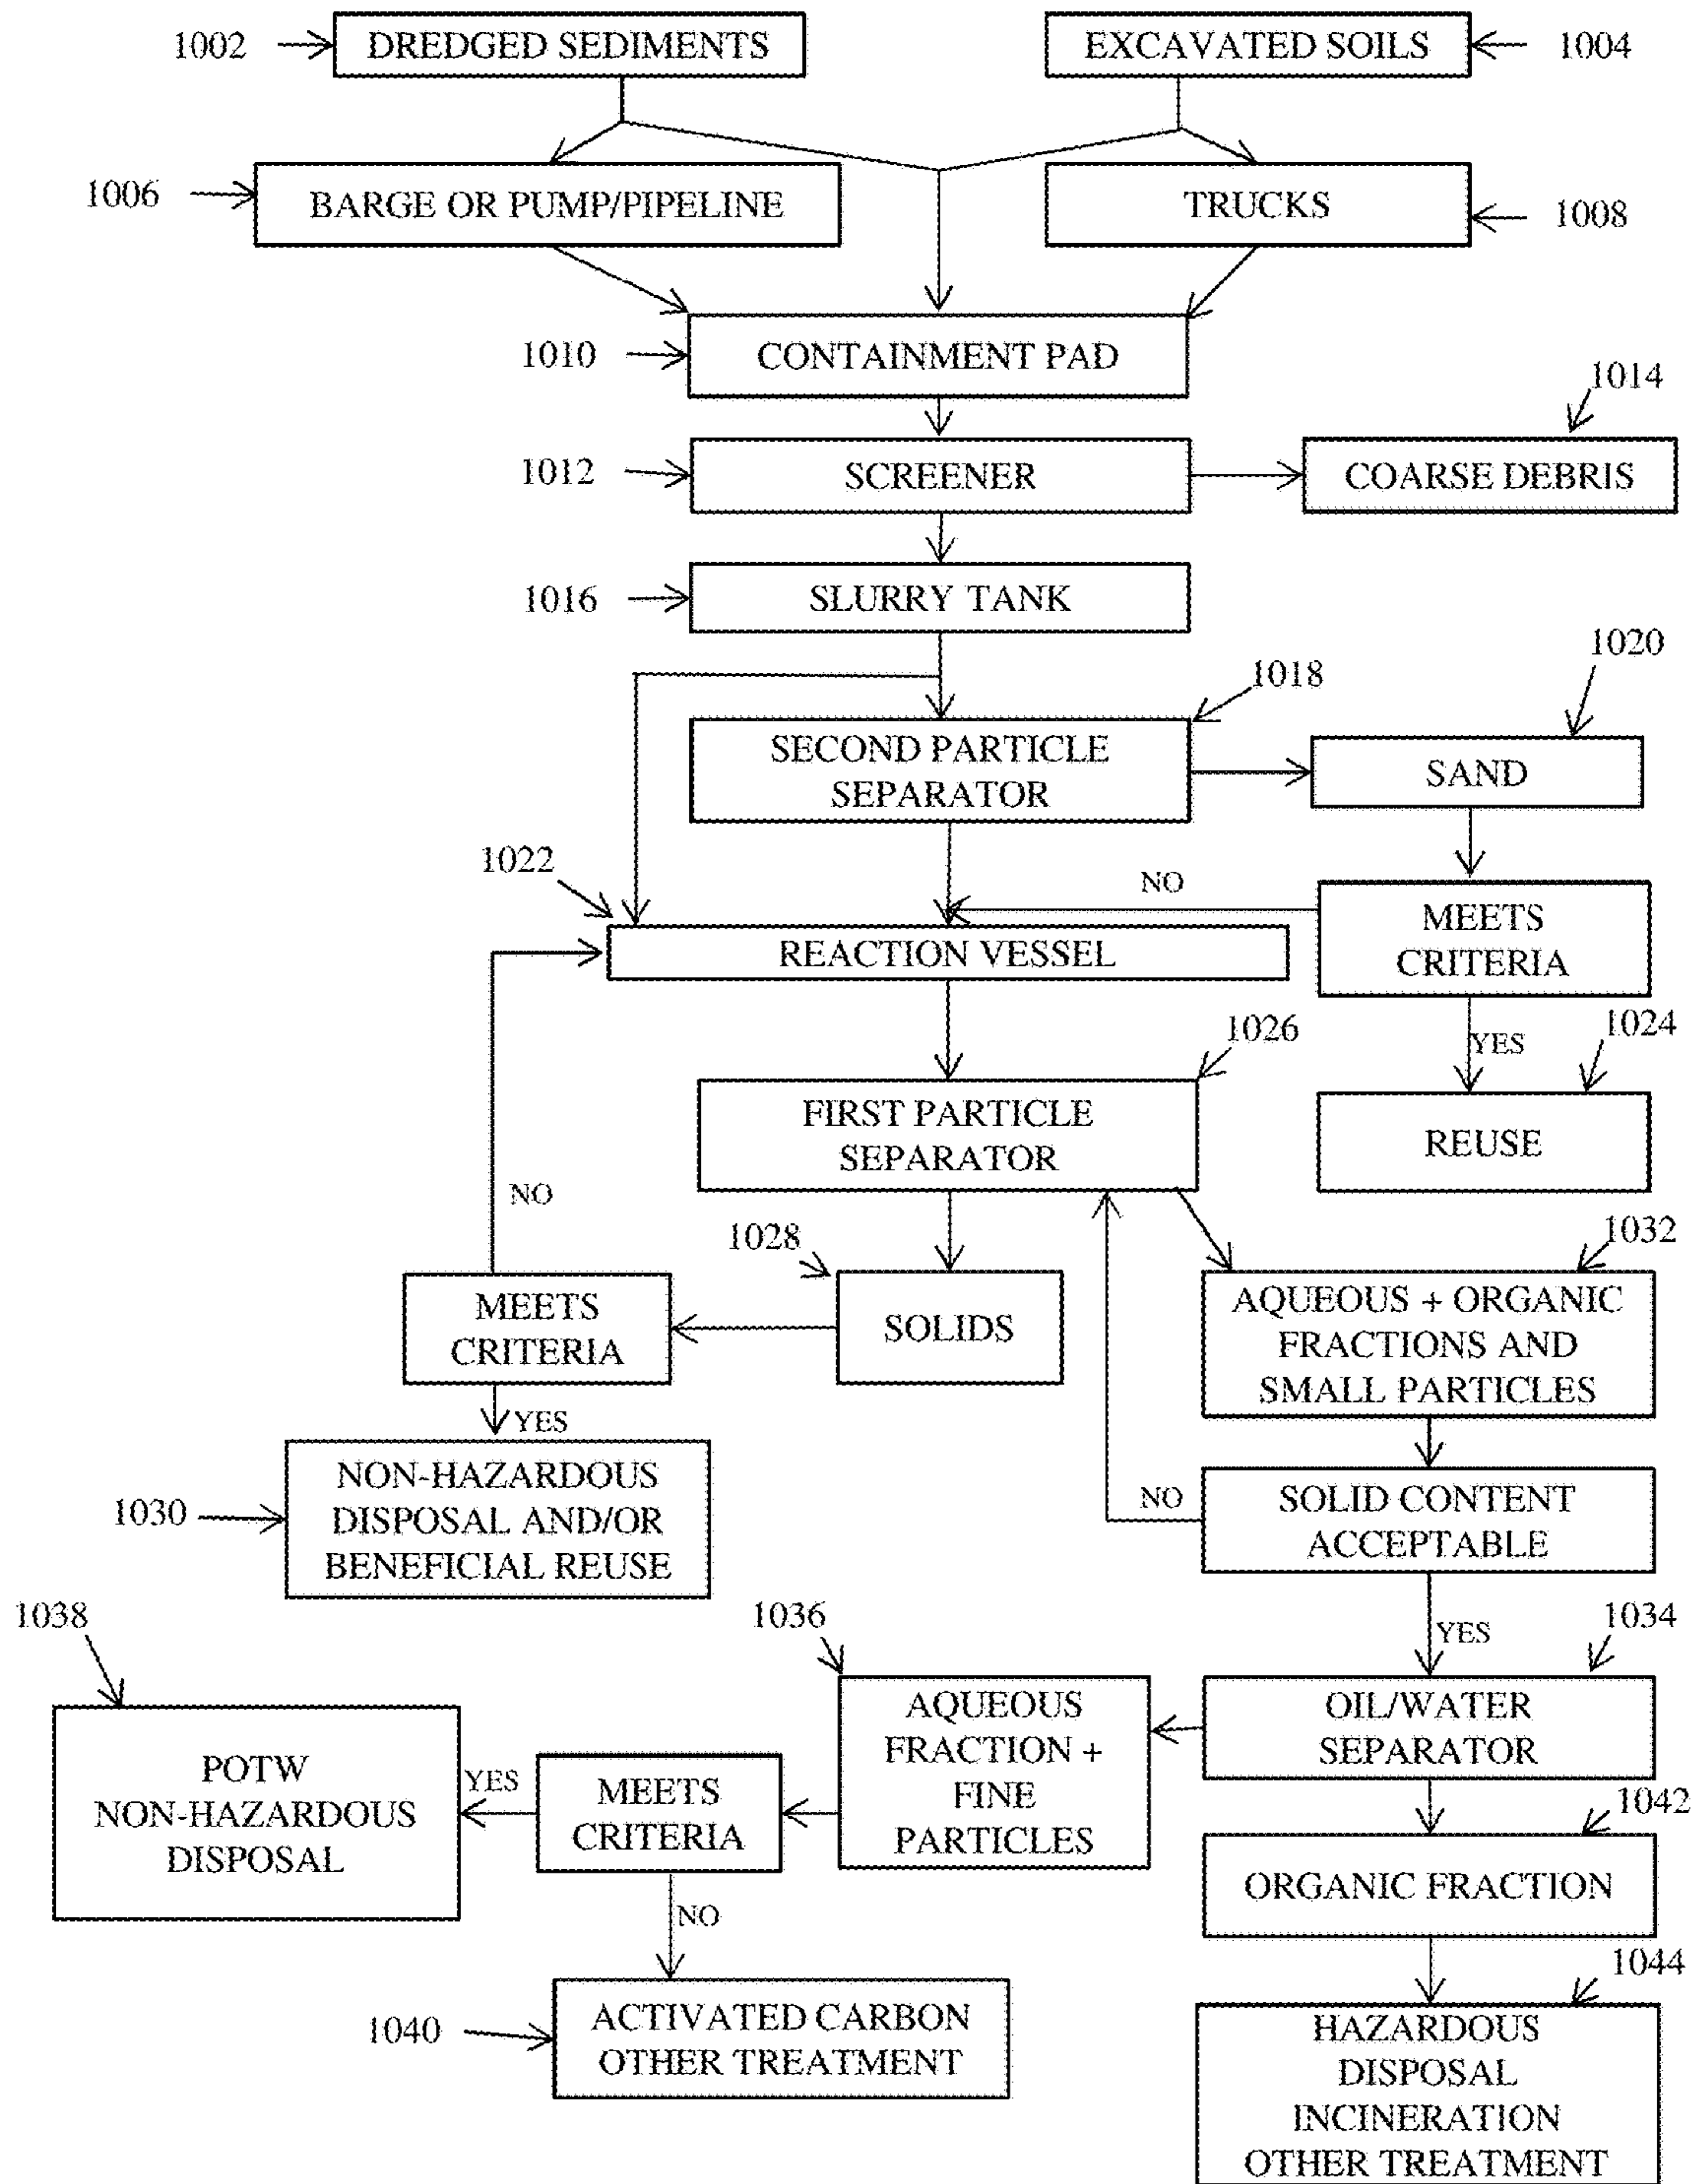 1002
DREDGED SEDIMENTS
EXCAVATED SOILS
1004
1006
BARGE OR PUMP/PIPELINE
TRUCKS
1008
1010
CONTAINMENT PAD
1014
1012
SCREENER
COARSE DEBRIS
1016
SLURRY TANK
1020
1018
SECOND PARTICLE
SEPARATOR
SAND
1022
NO
MEETS
CRITERIA
REACTION VESSEL
1026
1024
YES
FIRST PARTICLE
SEPARATOR
REUSE
NO
1028
1032
MEETS
CRITERIA
SOLIDS
AQUEOUS + ORGANIC
FRACTIONS AND
SMALL PARTICLES
YES
1030
NON-HAZARDOUS
DISPOSAL AND/OR
BENEFICIAL REUSE
NO
SOLID CONTENT
ACCEPTABLE
1038
1036
YES
1034
POTW
NON-HAZARDOUS
DISPOSAL
YES
MEETS
CRITERIA
AQUEOUS
FRACTION +
FINE
PARTICLES
OIL/WATER
SEPARATOR
1042
ORGANIC FRACTION
NO
1044
1040
ACTIVATED CARBON
OTHER TREATMENT
HAZARDOUS
DISPOSAL
INCINERATION
OTHER TREATMENT